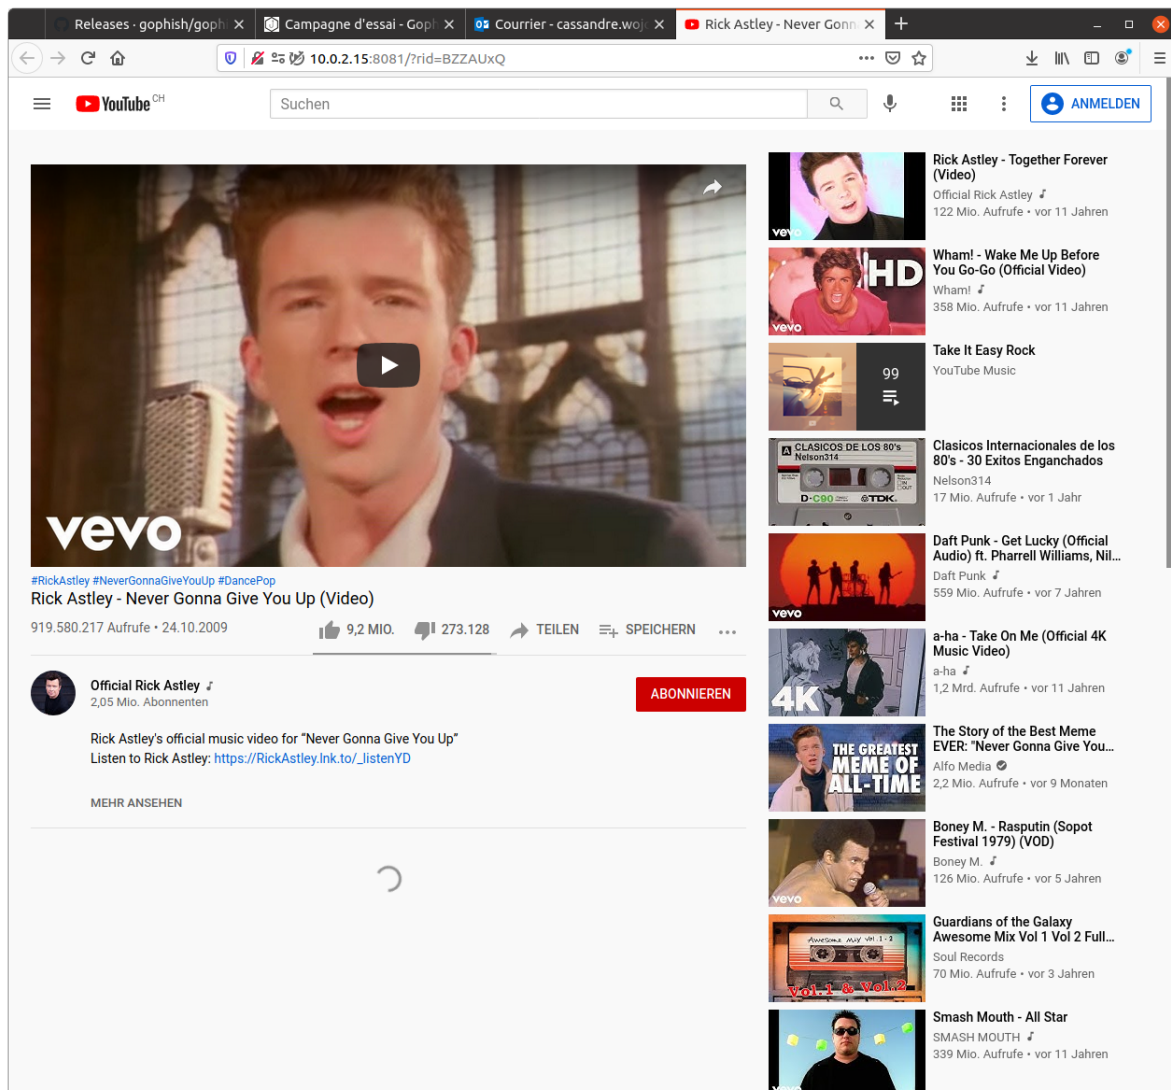 Releases · gophish/goph
Campagne d'essai - Goph
Courrier - cassandre.woj
Rick Astley - Never Gonn
10.0.2.15:8081/?rid=BZZAUxQ
YouTube CH
Suchen
ANMELDEN
vevo
#RickAstley #NeverGonnaGiveYouUp #DancePop
Rick Astley - Never Gonna Give You Up (Video)
919.580.217 Aufrufe • 24.10.2009
9,2 MIO.
273.128
TEILEN
SPEICHERN
Official Rick Astley
2,05 Mio. Abonnenten
ABONNIEREN
Rick Astley's official music video for “Never Gonna Give You Up”
Listen to Rick Astley: https://RickAstley.lnk.to/_listenYD
MEHR ANSEHEN
vevo
Rick Astley - Together Forever
(Video)
Official Rick Astley
122 Mio. Aufrufe • vor 11 Jahren
HD
vevo
Wham! - Wake Me Up Before
You Go-Go (Official Video)
Wham!
358 Mio. Aufrufe • vor 11 Jahren
99
Take It Easy Rock
YouTube Music
A CLASICOS DE LOS 80's
Nelson314
D-C90
TDK
Clasicos Internacionales de los
80's - 30 Exitos Enganchados
Nelson314
17 Mio. Aufrufe • vor 1 Jahr
vevo
Daft Punk - Get Lucky (Official
Audio) ft. Pharrell Williams, Nil...
Daft Punk
559 Mio. Aufrufe • vor 7 Jahren
4K
a-ha - Take On Me (Official 4K
Music Video)
a-ha
1,2 Mrd. Aufrufe • vor 11 Jahren
THE GREATEST
MEME OF
ALL-TIME
The Story of the Best Meme
EVER: "Never Gonna Give You...
Alfo Media
2,2 Mio. Aufrufe • vor 9 Monaten
vevo
Boney M. - Rasputin (Sopot
Festival 1979) (VOD)
Boney M.
126 Mio. Aufrufe • vor 5 Jahren
Awesome Mix Vol. 1 - 2
Vol.1 & Vol.2
Guardians of the Galaxy
Awesome Mix Vol 1 Vol 2 Full...
Soul Records
70 Mio. Aufrufe • vor 3 Jahren
vevo
Smash Mouth - All Star
SMASH MOUTH
339 Mio. Aufrufe • vor 11 Jahren